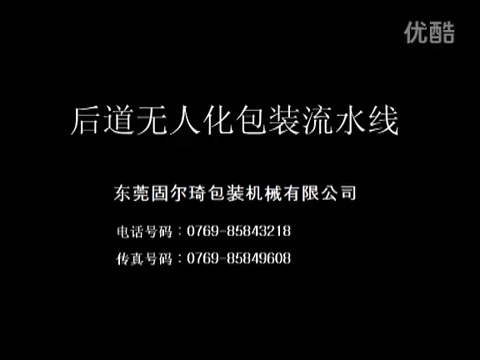 优酷
后道无人化包装流水线
东莞固尔琦包装机械有限公司
电话号码：0769-85843218
传真号码：0769-85849608